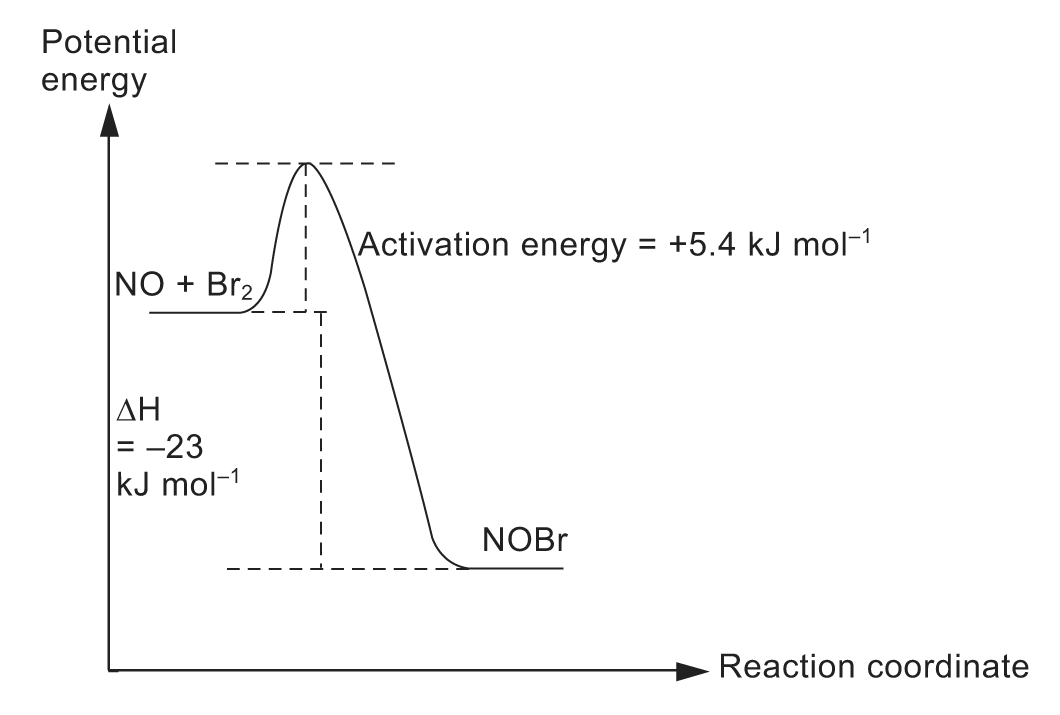 Potential
energy
Activation energy = +5.4 kJ mol⁻¹
NO + Br₂
ΔH
= –23
kJ mol⁻¹
NOBr
Reaction coordinate